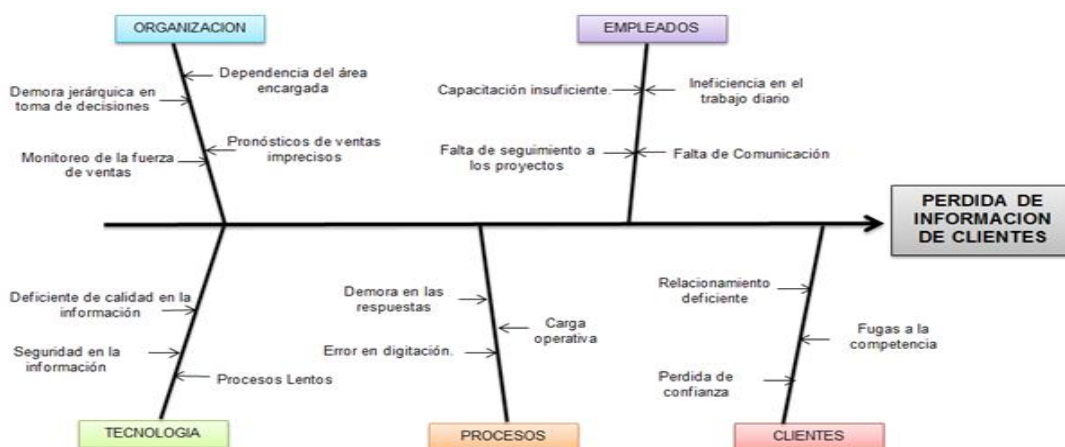 ORGANIZACION
EMPLEADOS
Dependencia del área
encargada
Demora jerárquica en
toma de decisiones
Pronósticos de ventas
imprecisos
Monitoreo de la fuerza
de ventas
Capacitación insuficiente.
Ineficiencia en el
trabajo diario
Falta de seguimiento a
los proyectos
Falta de Comunicación
PERDIDA DE
INFORMACION
DE CLIENTES
Deficiente de calidad en la
información
Seguridad en la
información
Procesos Lentos
Demora en las
respuestas
Carga
operativa
Error en digitación.
Relacionamiento
deficiente
Fugas a la
competencia
Perdida de
confianza
TECNOLOGIA
PROCESOS
CLIENTES